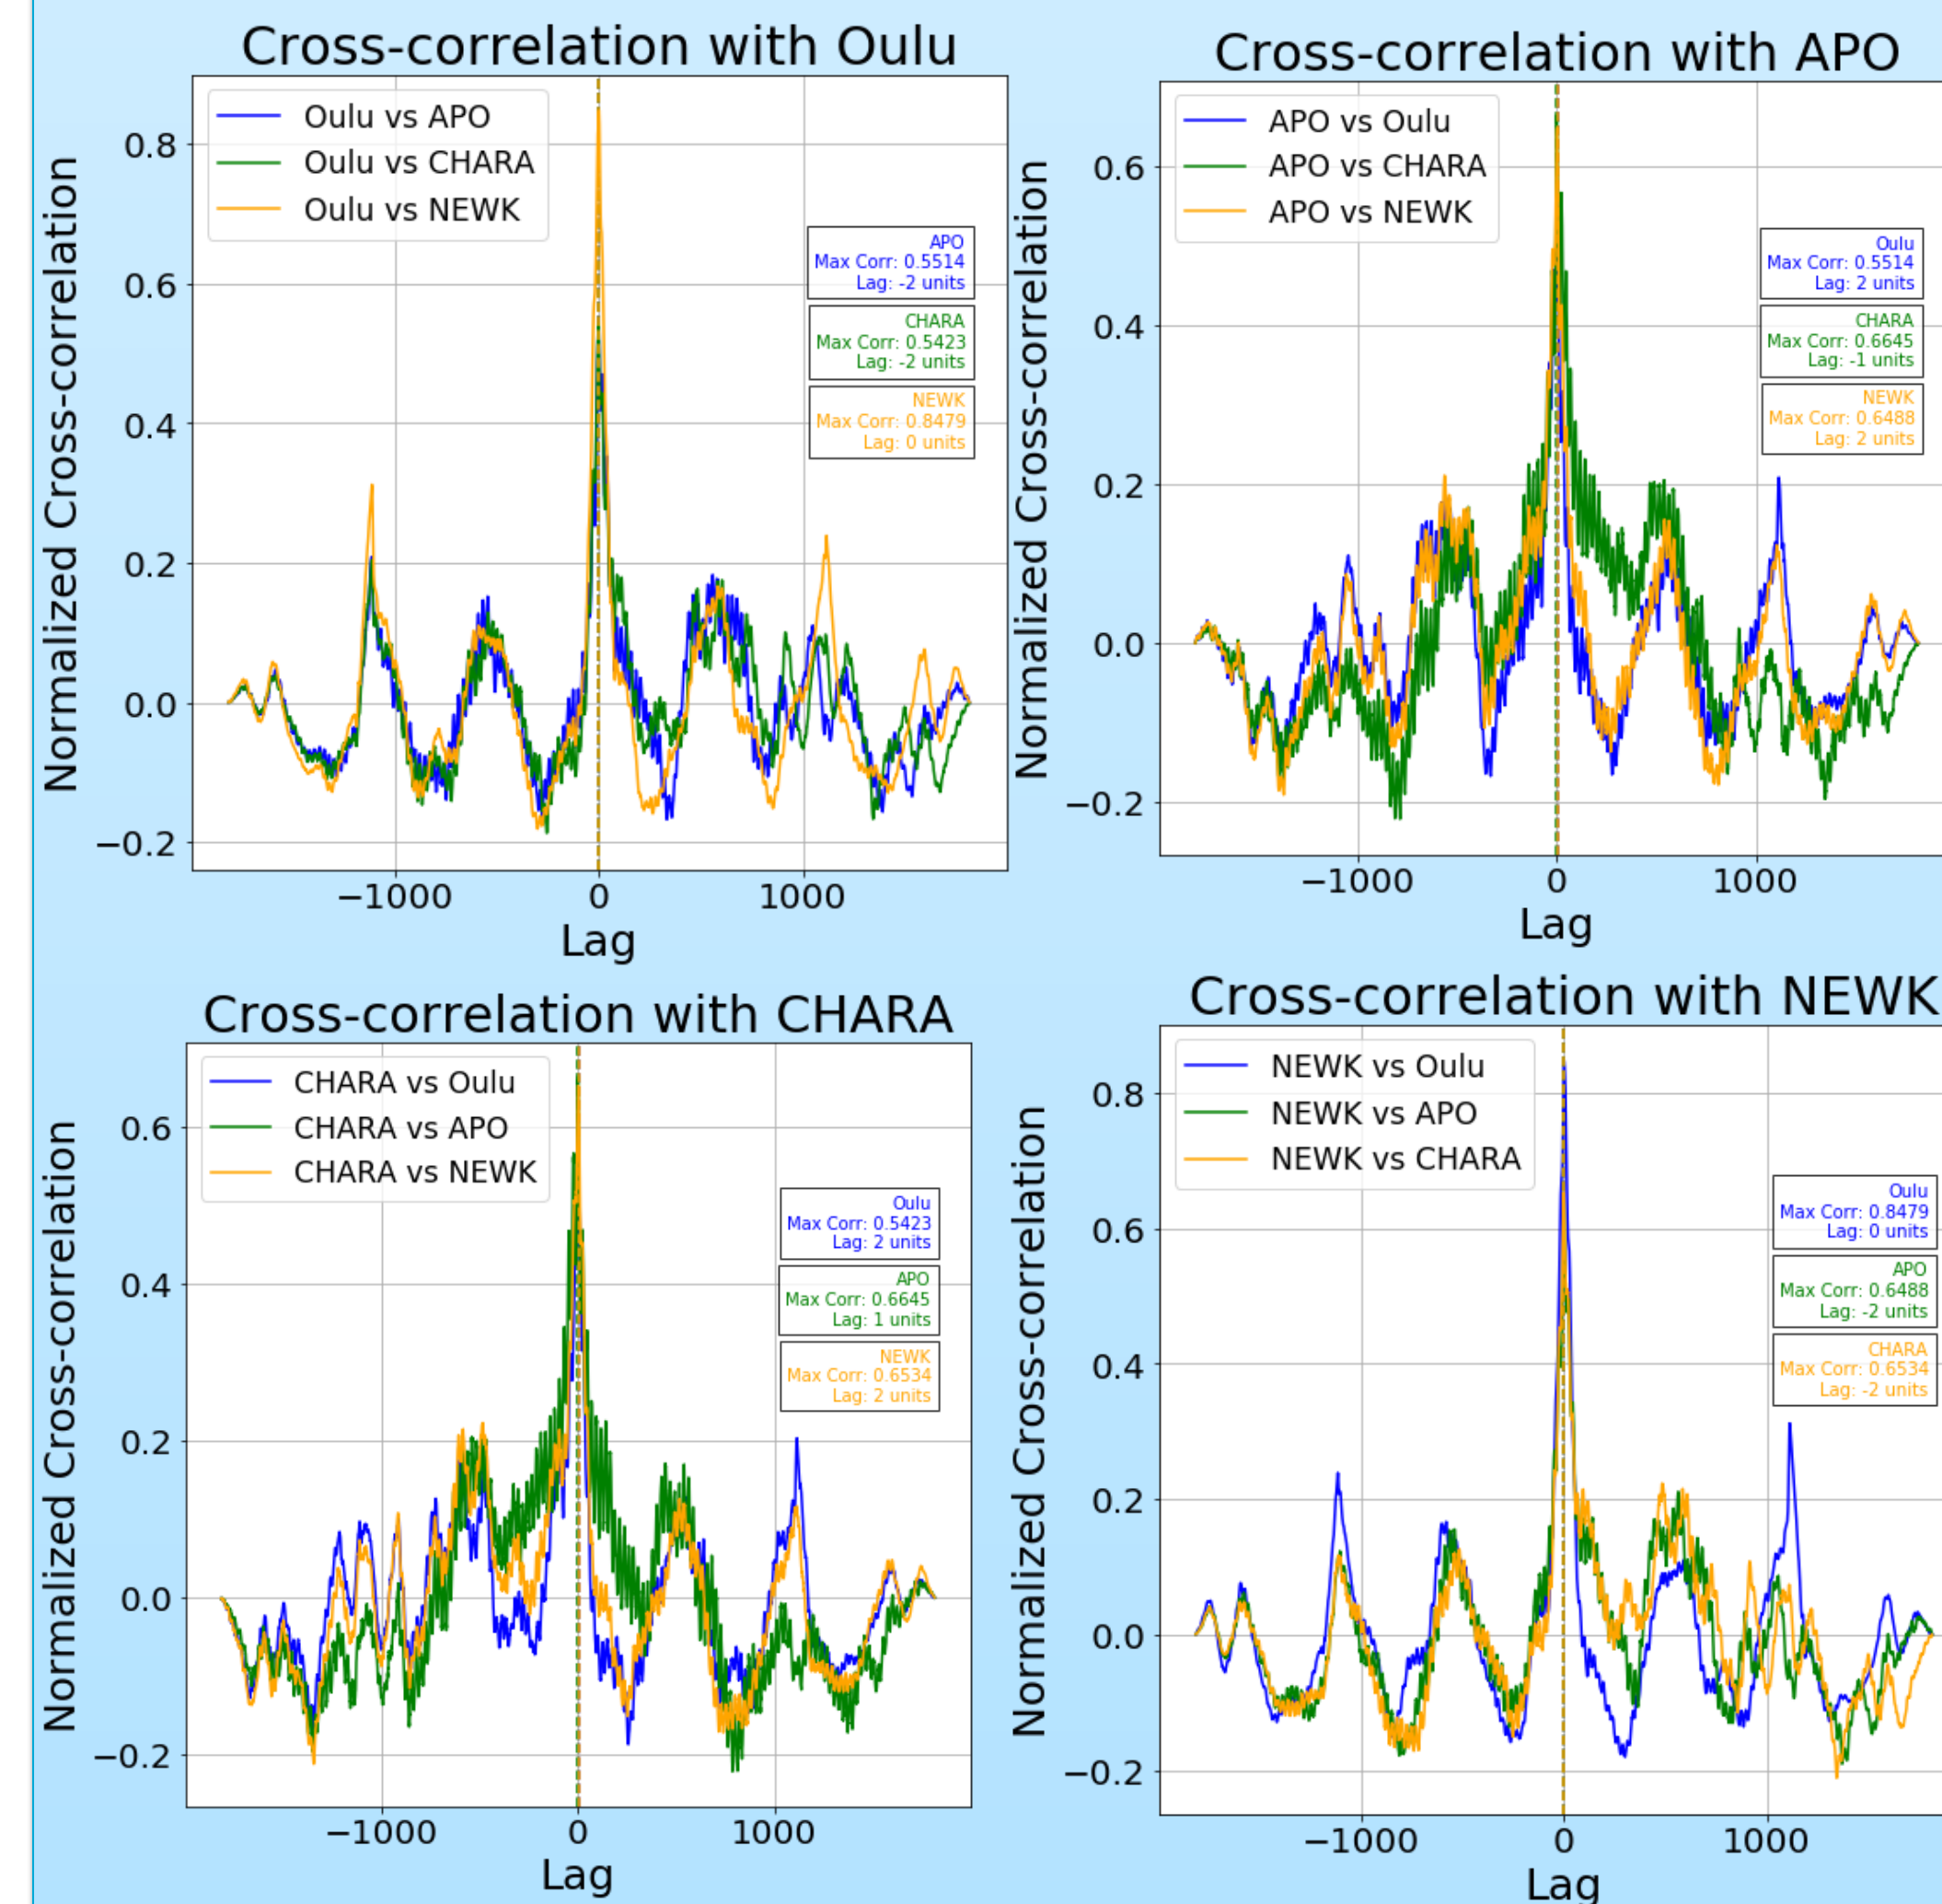 Cross-correlation with Oulu
Oulu vs APO
Oulu vs CHARA
Oulu vs NEWK
APO
Max Corr: 0.5514
Lag: -2 units
CHARA
Max Corr: 0.5423
Lag: -2 units
NEWK
Max Corr: 0.8479
Lag: 0 units
Normalized Cross-correlation
0.8
0.6
0.4
0.2
0.0
−0.2
−1000 0 1000
Lag
Cross-correlation with APO
APO vs Oulu
APO vs CHARA
APO vs NEWK
Oulu
Max Corr: 0.5514
Lag: 2 units
CHARA
Max Corr: 0.6645
Lag: -1 units
NEWK
Max Corr: 0.6488
Lag: 2 units
Normalized Cross-correlation
0.6
0.4
0.2
0.0
−0.2
−1000 0 1000
Lag
Cross-correlation with CHARA
CHARA vs Oulu
CHARA vs APO
CHARA vs NEWK
Oulu
Max Corr: 0.5423
Lag: 2 units
APO
Max Corr: 0.6645
Lag: 1 units
NEWK
Max Corr: 0.6534
Lag: 2 units
Normalized Cross-correlation
0.6
0.4
0.2
0.0
−0.2
−1000 0 1000
Lag
Cross-correlation with NEWK
NEWK vs Oulu
NEWK vs APO
NEWK vs CHARA
Oulu
Max Corr: 0.8479
Lag: 0 units
APO
Max Corr: 0.6488
Lag: -2 units
CHARA
Max Corr: 0.6534
Lag: -2 units
Normalized Cross-correlation
0.8
0.6
0.4
0.2
0.0
−0.2
−1000 0 1000
Lag